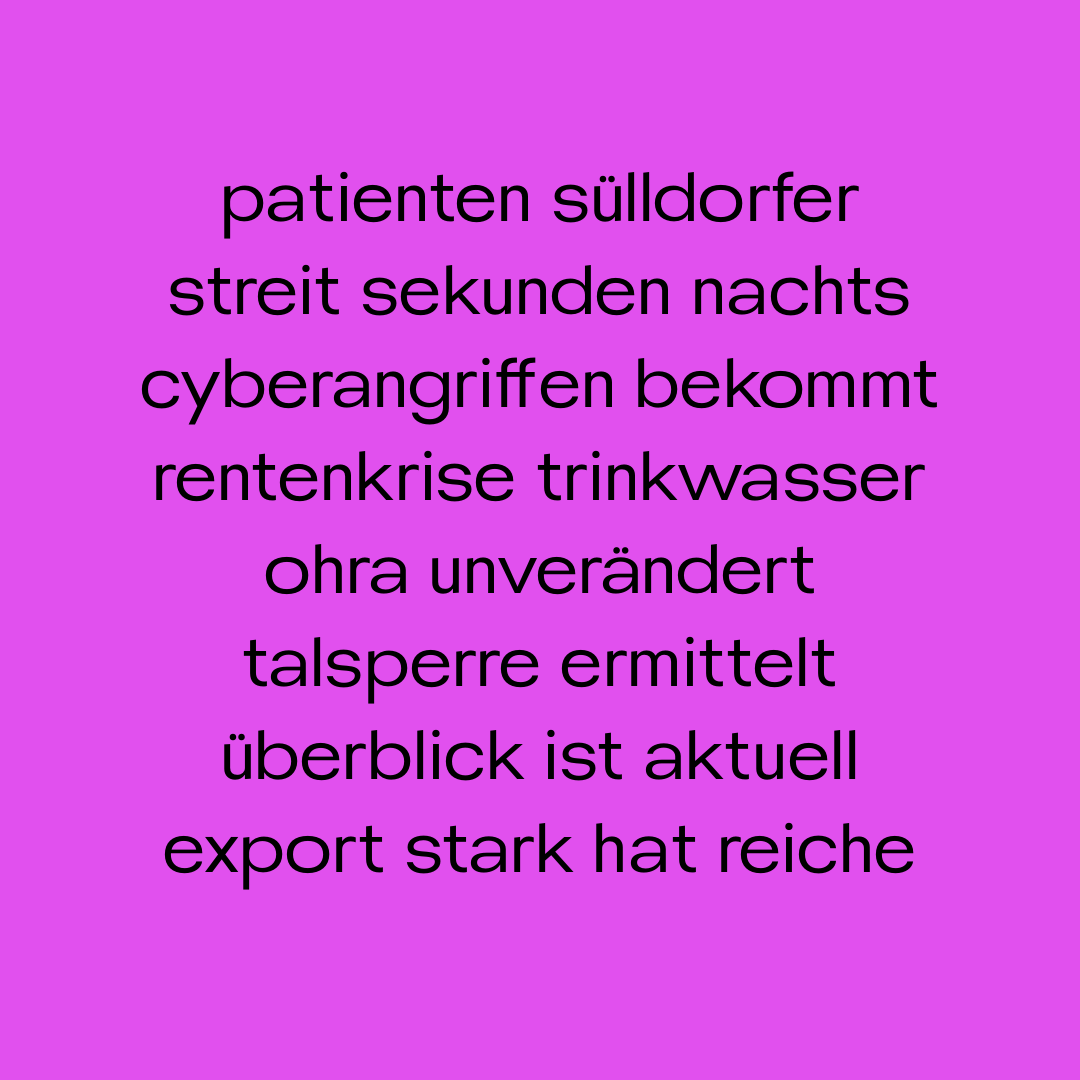 patienten sülldorfer
streit sekunden nachts
cyberangriffen bekommt
rentenkrise trinkwasser
ohra unverändert
talsperre ermittelt
überblick ist aktuell
export stark hat reiche